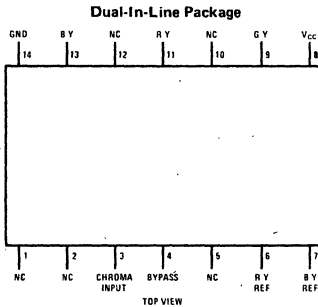 Dual-In-Line Package
GND B Y NC R Y NC G Y VCC
14 13 12 11 10 9 8
1 2 3 4 5 6 7
NC NC CHROMA INPUT BYPASS NC R Y REF B Y REF
TOP VIEW